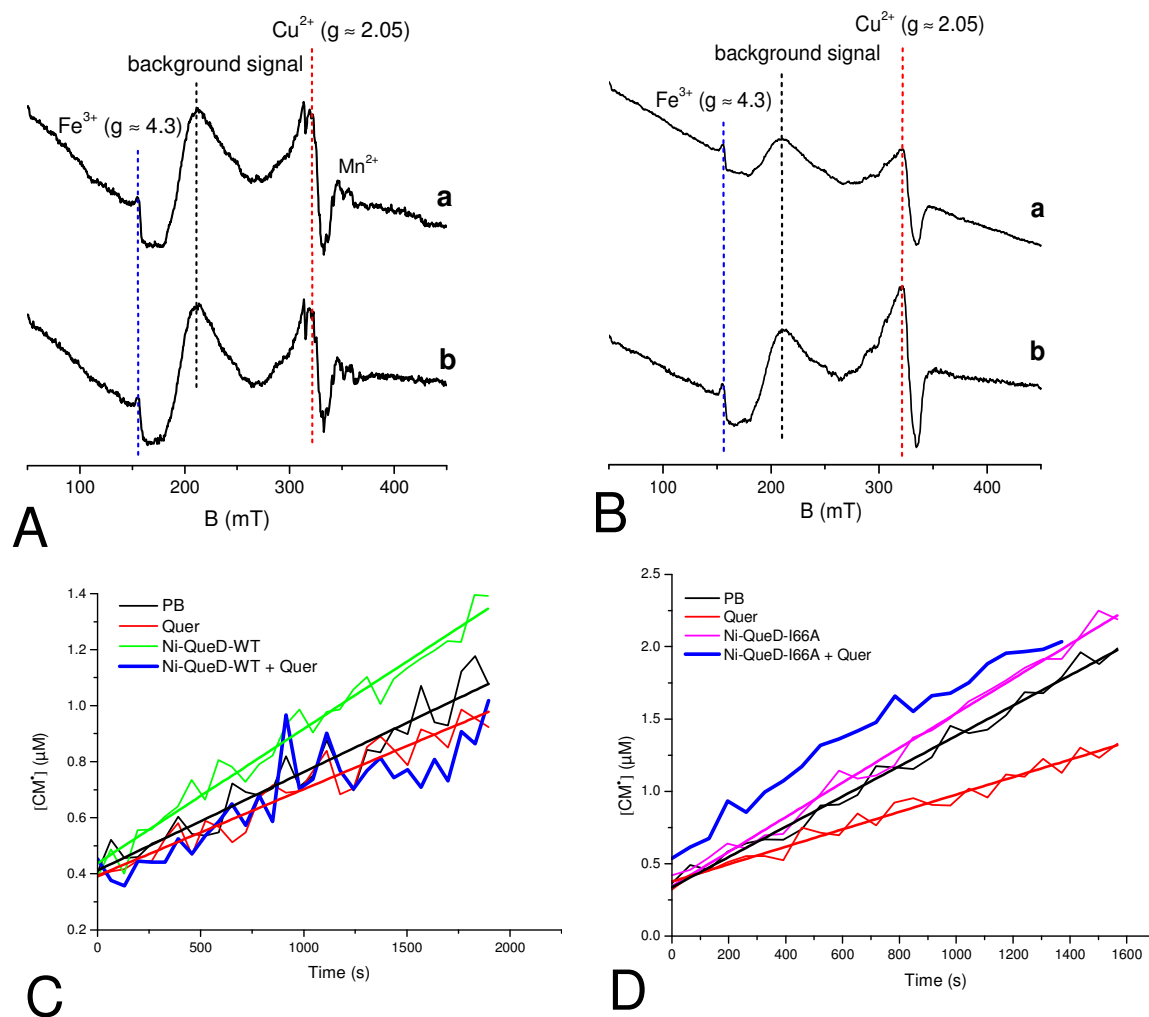 Cu²⁺ (g ≈ 2.05)
background signal
Fe³⁺ (g ≈ 4.3)
Mn²⁺
a
b
100 200 300 400
B (mT)
A
Cu²⁺ (g ≈ 2.05)
background signal
Fe³⁺ (g ≈ 4.3)
a
b
100 200 300 400
B (mT)
B
1.4
1.2
1.0
0.8
0.6
0.4
0.2
[CM•] (µM)
PB
Quer
Ni-QueD-WT
Ni-QueD-WT + Quer
0 500 1000 1500 2000
Time (s)
C
2.5
2.0
1.5
1.0
0.5
0.0
[CM•] (µM)
PB
Quer
Ni-QueD-I66A
Ni-QueD-I66A + Quer
0 200 400 600 800 1000 1200 1400 1600
Time (s)
D